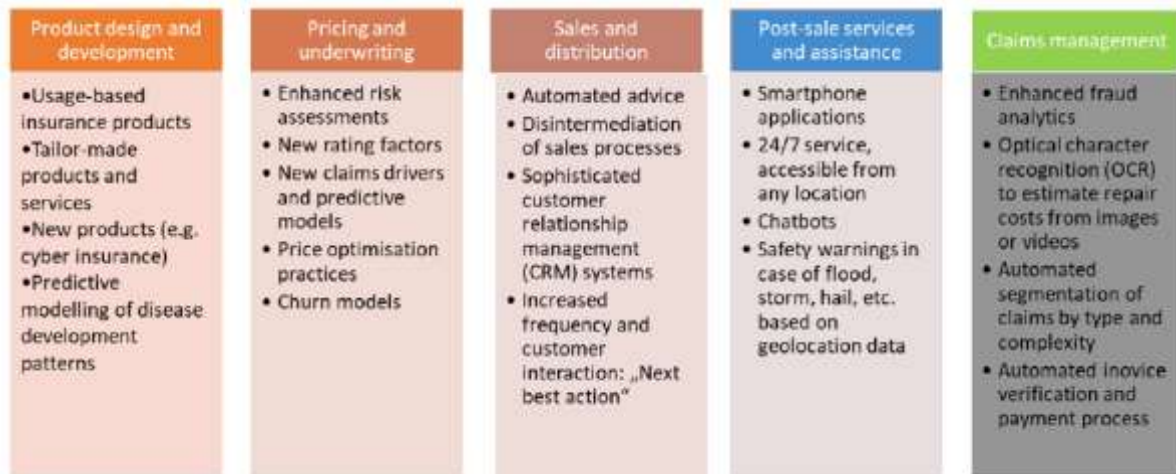 Product design and
development
•Usage-based
insurance products
•Tailor-made
products and
services
•New products (e.g.
cyber insurance)
•Predictive
modelling of disease
development
patterns
Pricing and
underwriting
• Enhanced risk
assessments
• New rating factors
• New claims drivers
and predictive
models
• Price optimisation
practices
• Churn models
Sales and
distribution
• Automated advice
• Disintermediation
of sales processes
• Sophisticated
customer
relationship
management
(CRM) systems
• Increased
frequency and
customer
interaction: „Next
best action“
Post-sale services
and assistance
• Smartphone
applications
• 24/7 service,
accessible from
any location
• Chatbots
• Safety warnings in
case of flood,
storm, hail, etc.
based on
geolocation data
Claims management
• Enhanced fraud
analytics
• Optical character
recognition (OCR)
to estimate repair
costs from images
or videos
• Automated
segmentation of
claims by type and
complexity
• Automated inovice
verification and
payment process